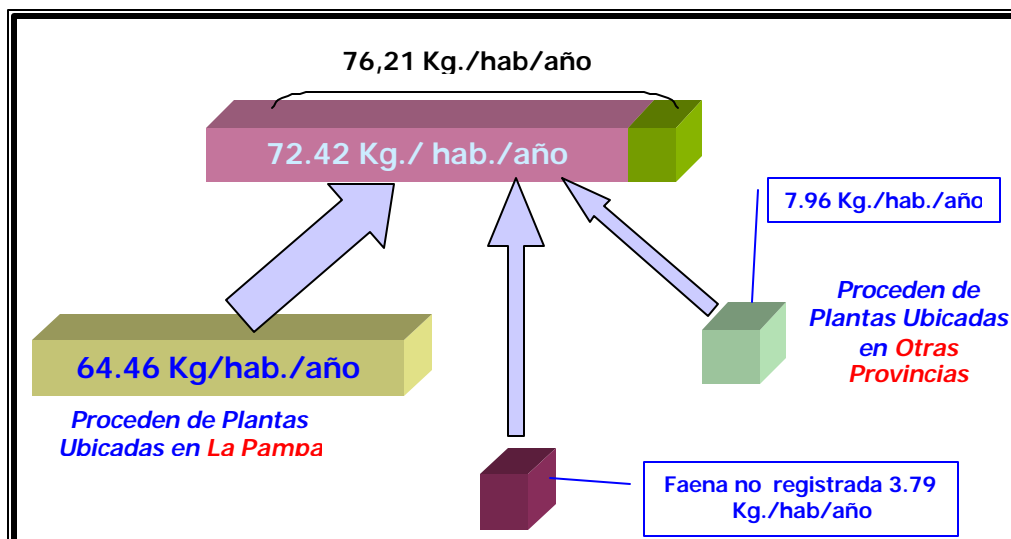 76,21 Kg./hab/año
72.42 Kg./ hab./año
7.96 Kg./hab./año
Proceden de
Plantas Ubicadas
en Otras
Provincias
64.46 Kg/hab./año
Proceden de Plantas
Ubicadas en La Pampa
Faena no registrada 3.79
Kg./hab/año